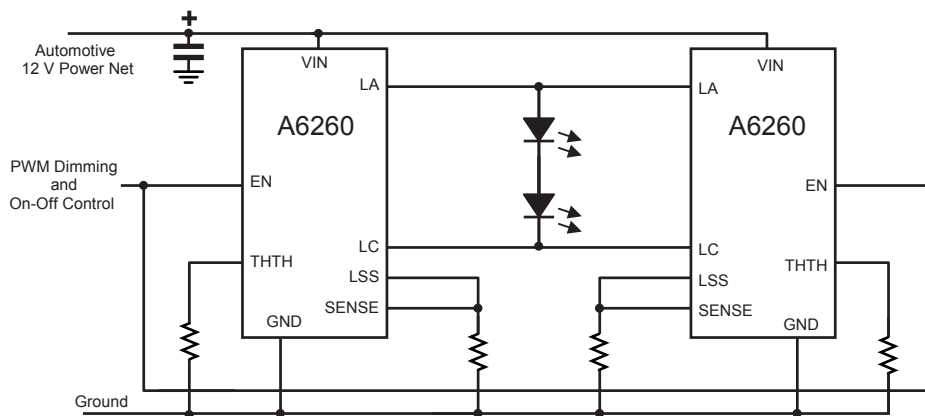 +
Automotive
12 V Power Net
VIN
VIN
LA
LA
A6260
A6260
PWM Dimming
and
On-Off Control
EN
EN
LC
LC
THTH
LSS
LSS
THTH
SENSE
SENSE
GND
GND
Ground